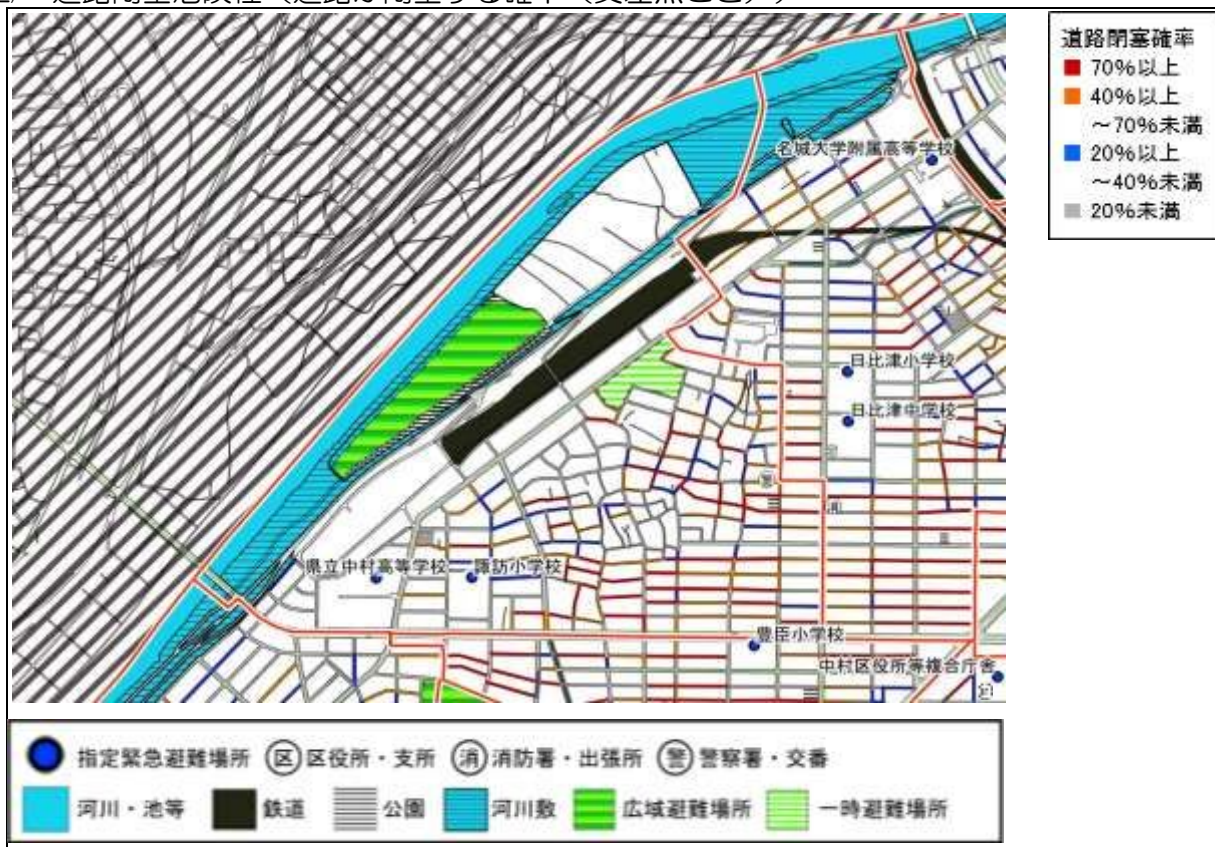 道路閉塞確率
70%以上
40%以上
～70%未満
20%以上
～40%未満
20%未満
名城大学附属高等学校
日比津小学校
日比津中学校
県立中村高等学校
諏訪小学校
豊臣小学校
中村区役所等複合庁舎
指定緊急避難場所 区 区役所・支所 消 消防署・出張所 警 警察署・交番
河川・池等 鉄道 公園 河川敷 広域避難場所 一時避難場所